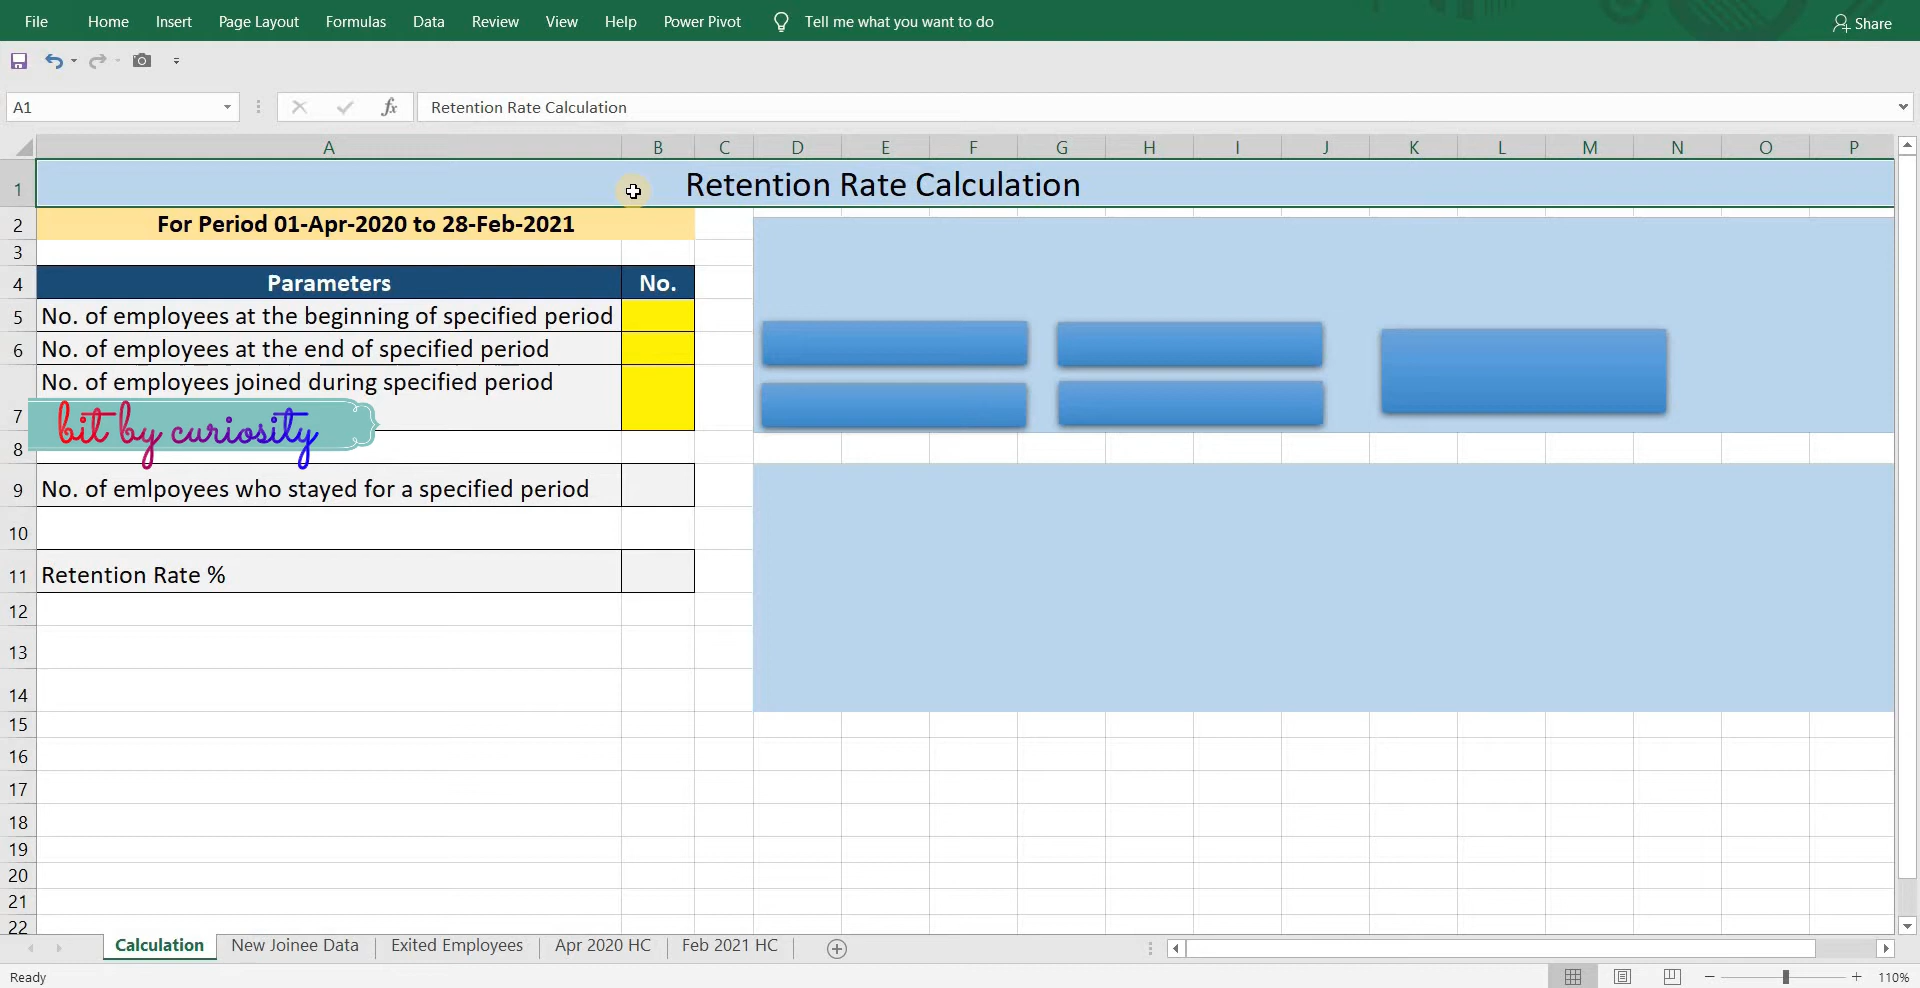 File Home Insert Page Layout Formulas Data Review View Help Power Pivot Tell me what you want to do Share
A1 fx Retention Rate Calculation
A B C D E F G H I J K L M N O P
1 Retention Rate Calculation
2 For Period 01-Apr-2020 to 28-Feb-2021
3
4 Parameters No.
5 No. of employees at the beginning of specified period
6 No. of employees at the end of specified period
No. of employees joined during specified period
7 bit by curiosity
8
9 No. of emlpoyees who stayed for a specified period
10
11 Retention Rate %
12
13
14
15
16
17
18
19
20
21
22
Calculation New Joinee Data Exited Employees Apr 2020 HC Feb 2021 HC
Ready 110%